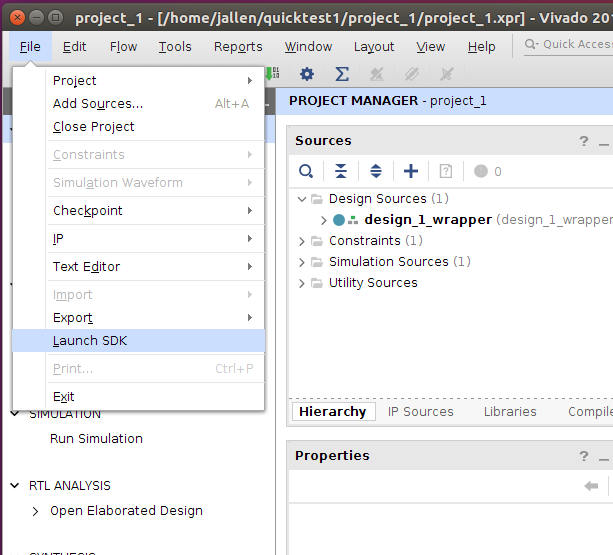 project_1 - [/home/jallen/quicktest1/project_1/project_1.xpr] - Vivado 201
File Edit Flow Tools Reports Window Layout View Help Quick Access
PROJECT MANAGER - project_1
Project
Add Sources... Alt+A
Close Project
Constraints
Simulation Waveform
Checkpoint
IP
Text Editor
Import
Export
Launch SDK
Print... Ctrl+P
Exit
SIMULATION
Run Simulation
RTL ANALYSIS
Open Elaborated Design
SYNTHESIS
Sources ? _
0
Design Sources (1)
design_1_wrapper (design_1_wrapper
Constraints (1)
Simulation Sources (1)
Utility Sources
Hierarchy IP Sources Libraries Compile
Properties ? _